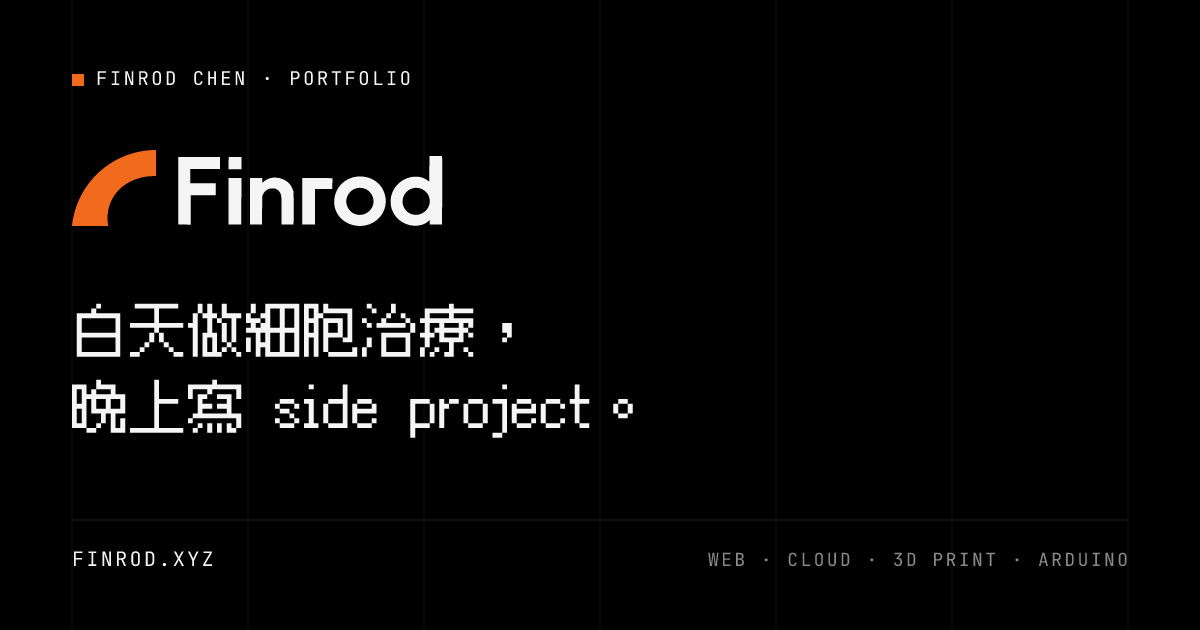 FINROD CHEN · PORTFOLIO
Finrod
白天做細胞治療，
晚上寫 side project。
FINROD.XYZ
WEB · CLOUD · 3D PRINT · ARDUINO